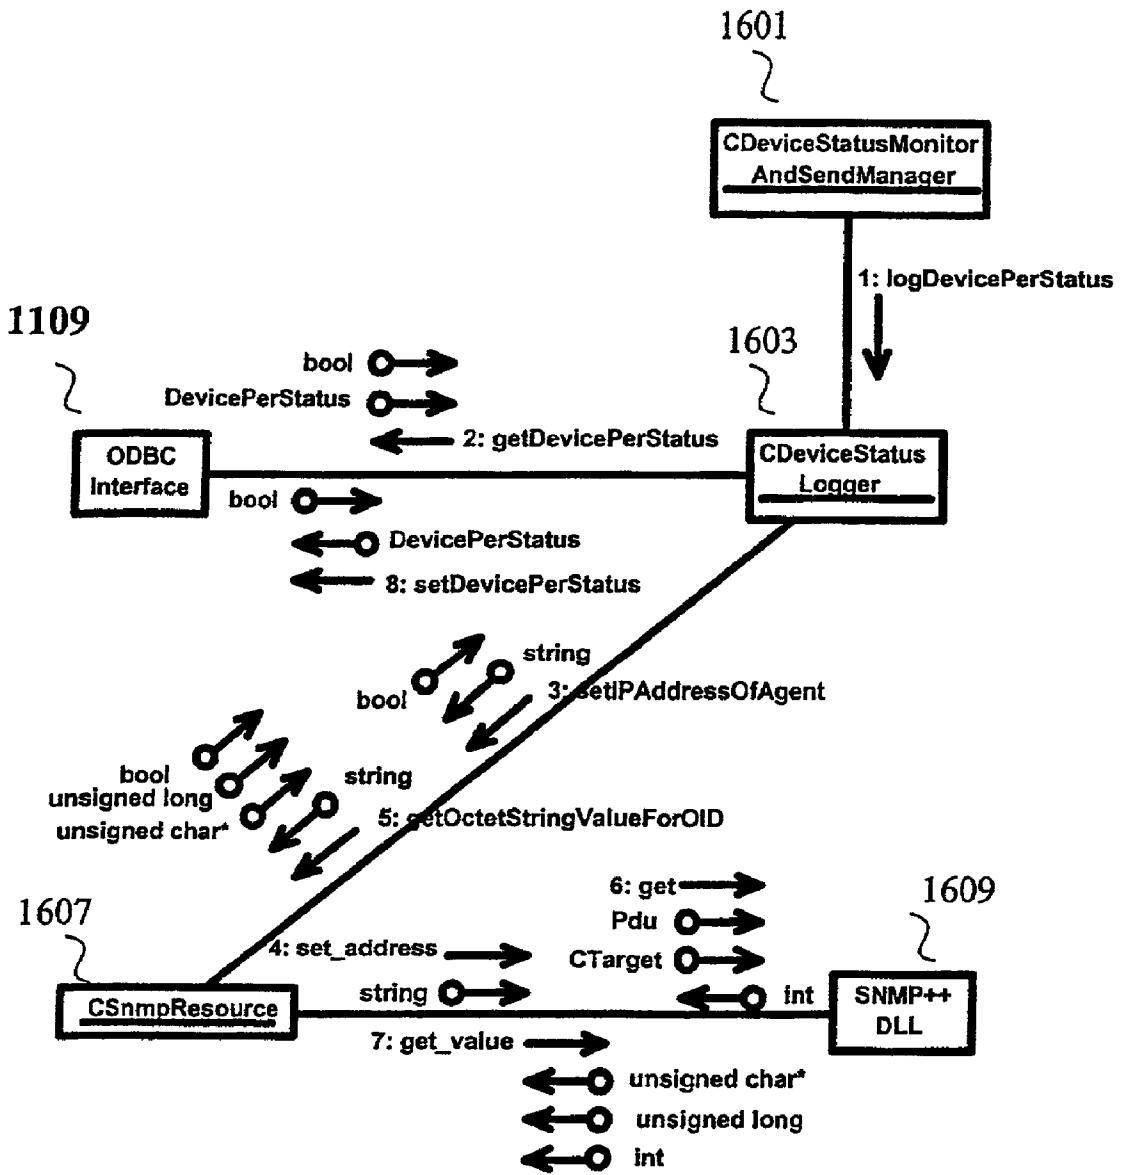 1601
CDeviceStatusMonitor
AndSendManager
1: logDevicePerStatus
1109
1603
bool
DevicePerStatus
2: getDevicePerStatus
ODBC
Interface
CDeviceStatus
Logger
bool
DevicePerStatus
8: setDevicePerStatus
string
bool
3: setIPAddressOfAgent
bool
unsigned long
unsigned char*
string
5: getOctetStringValueForOID
6: get
Pdu
CTarget
int
1609
1607
4: set_address
string
CSnmpResource
SNMP++
DLL
7: get_value
unsigned char*
unsigned long
int